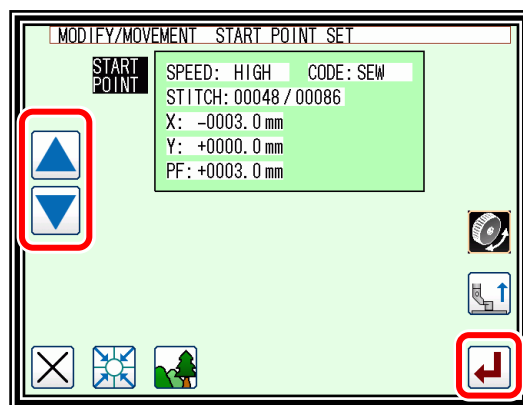 MODIFY/MOVEMENT START POINT SET
START
POINT
SPEED: HIGH CODE: SEW
STITCH: 00048 / 00086
X: -0003.0 mm
Y: +0000.0 mm
PF: +0003.0 mm